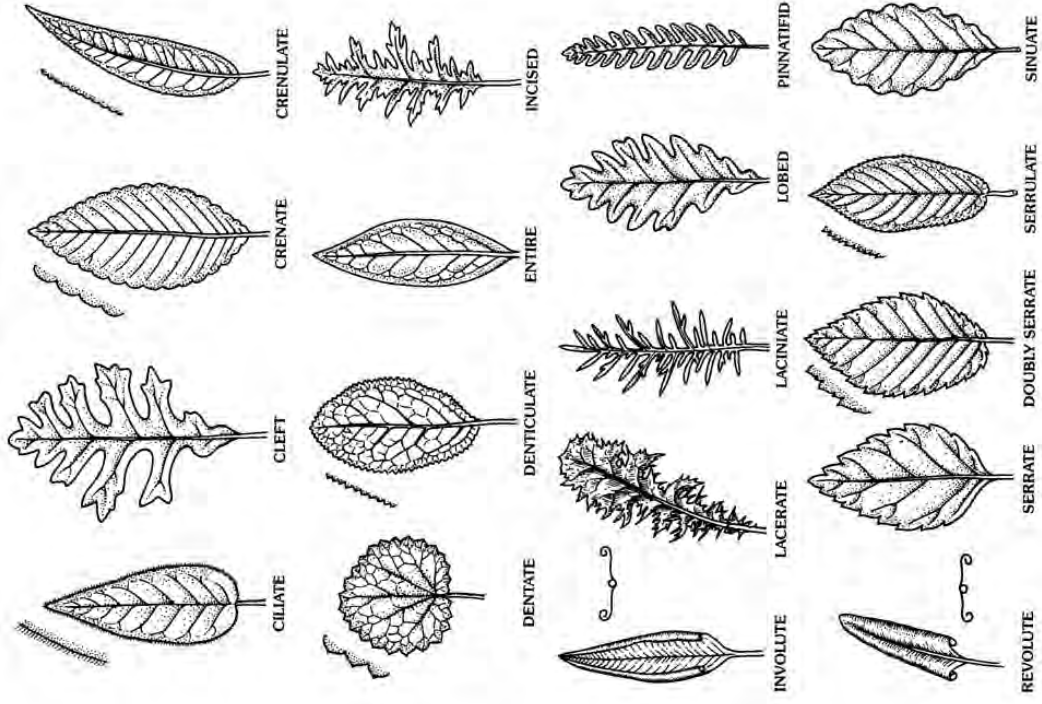 CILIATE
CLEFT
CRENATE
CRENULATE
DENTATE
DENTICULATE
ENTIRE
INCISED
INVOLUTE
LACERATE
LACINIATE
LOBED
PINNATIFID
REVOLUTE
SERRATE
DOUBLY SERRATE
SERRULATE
SINUATE